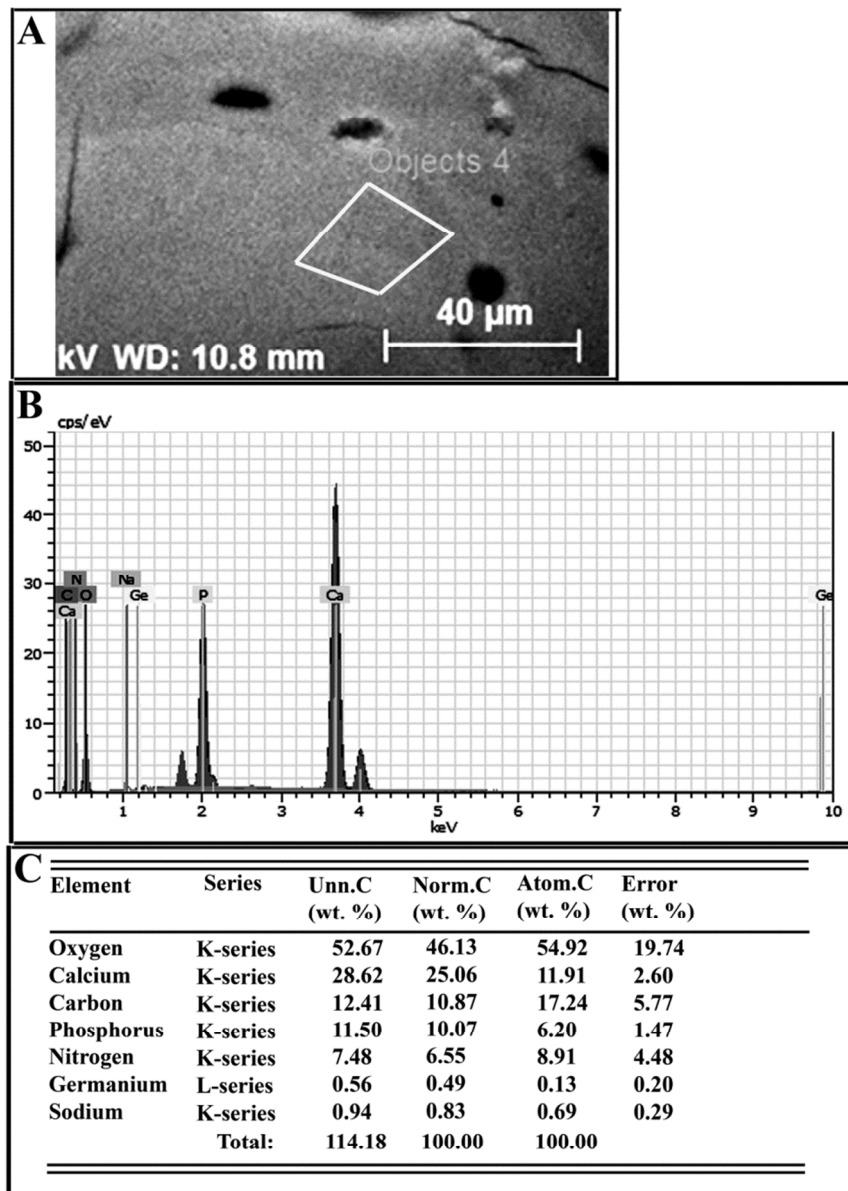 A
Objects 4
40 µm
kV WD: 10.8 mm
B
cps/eV
50
40
30
20
10
0
N Na
C O Ge P Ca Ge
Ca
1 2 3 4 5 6 7 8 9 10
keV
C
Element Series Unn.C Norm.C Atom.C Error
(wt. %) (wt. %) (wt. %) (wt. %)
Oxygen K-series 52.67 46.13 54.92 19.74
Calcium K-series 28.62 25.06 11.91 2.60
Carbon K-series 12.41 10.87 17.24 5.77
Phosphorus K-series 11.50 10.07 6.20 1.47
Nitrogen K-series 7.48 6.55 8.91 4.48
Germanium L-series 0.56 0.49 0.13 0.20
Sodium K-series 0.94 0.83 0.69 0.29
Total: 114.18 100.00 100.00